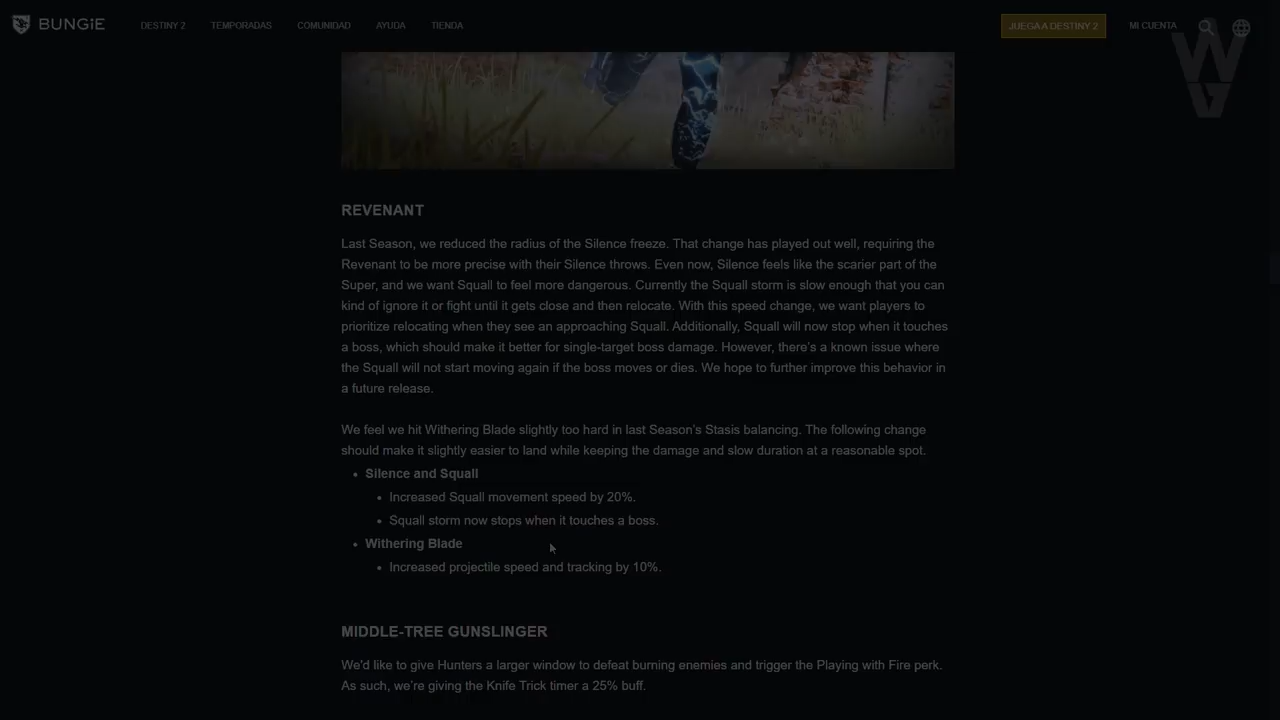 BUNGiE DESTINY 2 TEMPORADAS COMUNIDAD AYUDA TIENDA JUEGA A DESTINY 2 MI CUENTA
REVENANT
Last Season, we reduced the radius of the Silence freeze. That change has played out well, requiring the
Revenant to be more precise with their Silence throws. Even now, Silence feels like the scarier part of the
Super, and we want Squall to feel more dangerous. Currently the Squall storm is slow enough that you can
kind of ignore it or fight until it gets close and then relocate. With this speed change, we want players to
prioritize relocating when they see an approaching Squall. Additionally, Squall will now stop when it touches
a boss, which should make it better for single-target boss damage. However, there's a known issue where
the Squall will not start moving again if the boss moves or dies. We hope to further improve this behavior in
a future release.
We feel we hit Withering Blade slightly too hard in last Season's Stasis balancing. The following change
should make it slightly easier to land while keeping the damage and slow duration at a reasonable spot.
• Silence and Squall
• Increased Squall movement speed by 20%.
• Squall storm now stops when it touches a boss.
• Withering Blade
• Increased projectile speed and tracking by 10%.
MIDDLE-TREE GUNSLINGER
We'd like to give Hunters a larger window to defeat burning enemies and trigger the Playing with Fire perk.
As such, we're giving the Knife Trick timer a 25% buff.